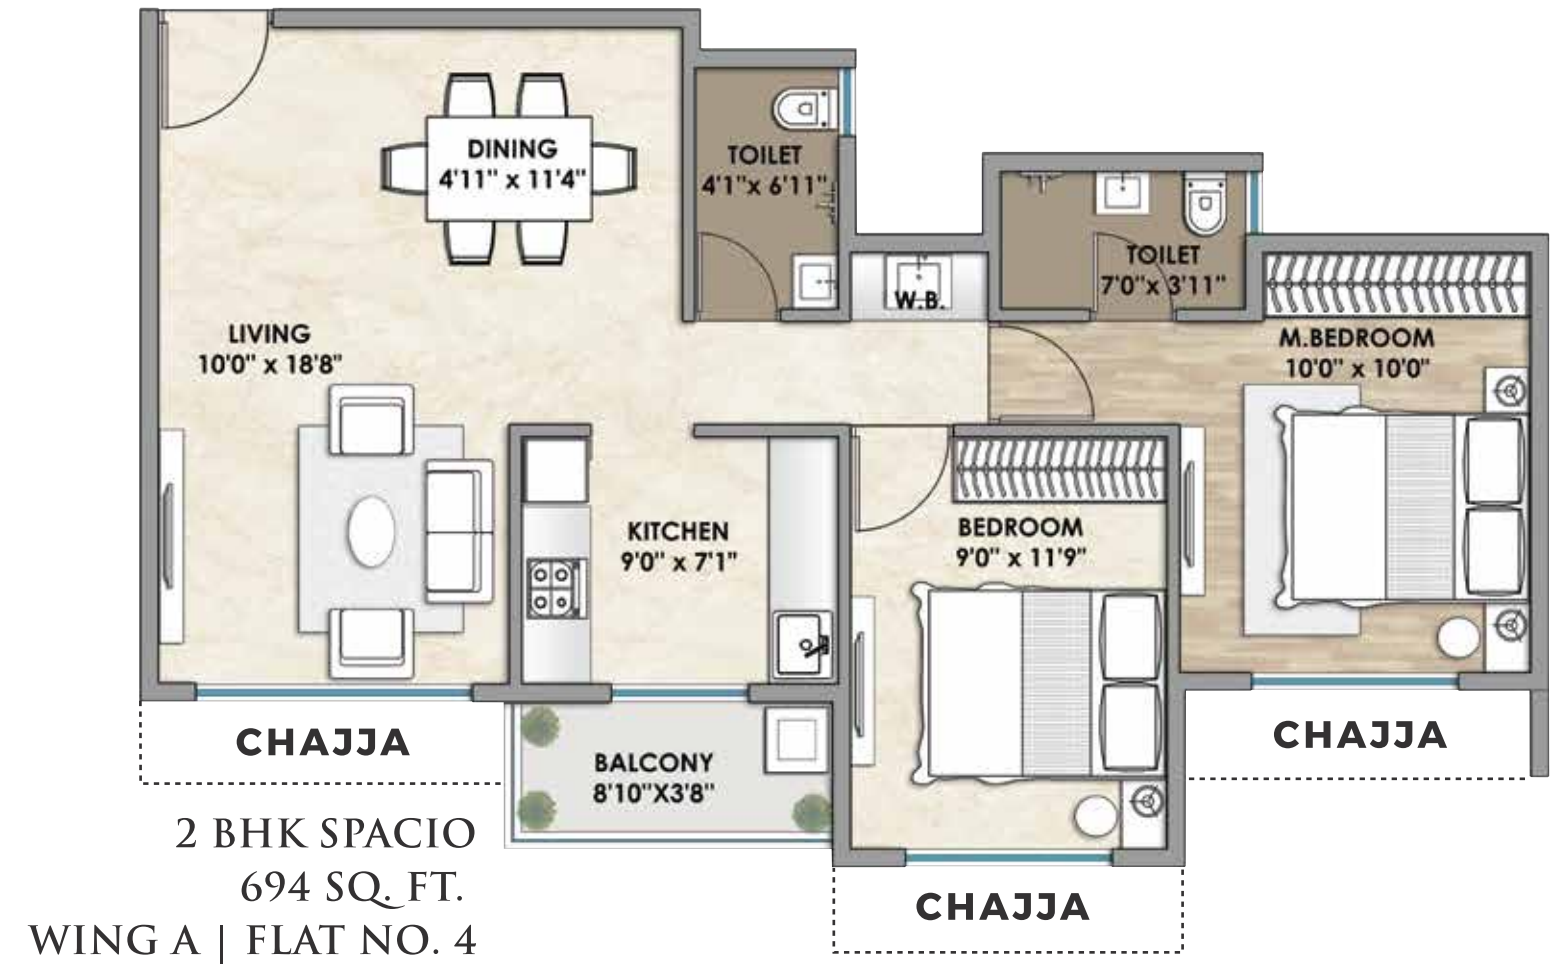 DINING
4'11" x 11'4"
TOILET
4'1"x 6'11"
TOILET
7'0"x 3'11"
W.B.
LIVING
10'0" x 18'8"
M.BEDROOM
10'0" x 10'0"
KITCHEN
9'0" x 7'1"
BEDROOM
9'0" x 11'9"
CHAJJA
BALCONY
8'10"X3'8"
CHAJJA
CHAJJA
2 BHK SPACIO
694 SQ. FT.
WING A | FLAT NO. 4